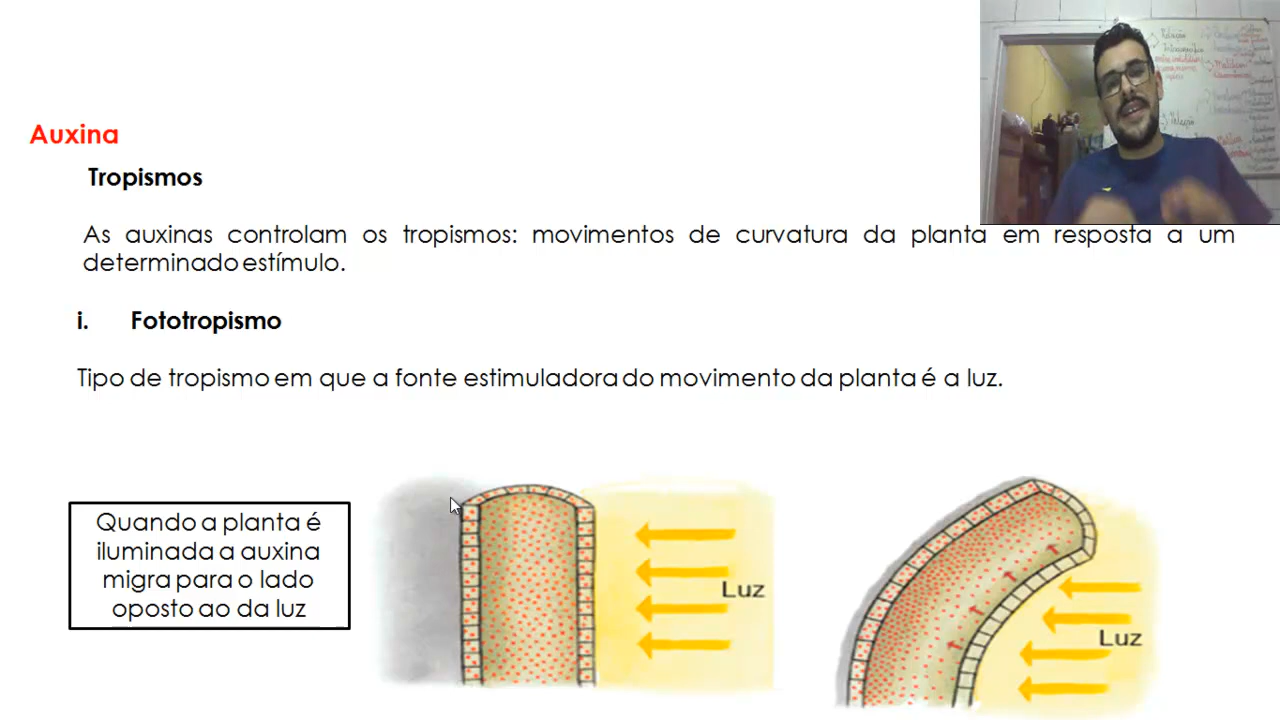 Auxina
Tropismos
As auxinas controlam os tropismos: movimentos de curvatura da planta em resposta a um
determinado estímulo.
i. Fototropismo
Tipo de tropismo em que a fonte estimuladora do movimento da planta é a luz.
Quando a planta é
iluminada a auxina
migra para o lado
oposto ao da luz
Luz
Luz